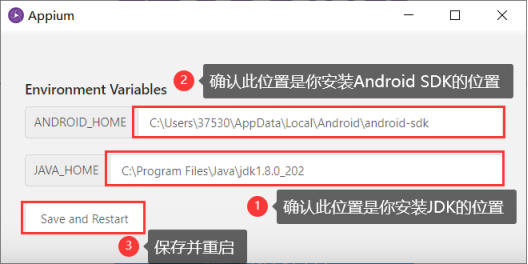 Appium
2 确认此位置是你安装Android SDK的位置
Environment Variables
ANDROID_HOME C:\Users\37530\AppData\Local\Android\android-sdk
JAVA_HOME C:\Program Files\Java\jdk1.8.0_202
1 确认此位置是你安装JDK的位置
Save and Restart
3 保存并重启